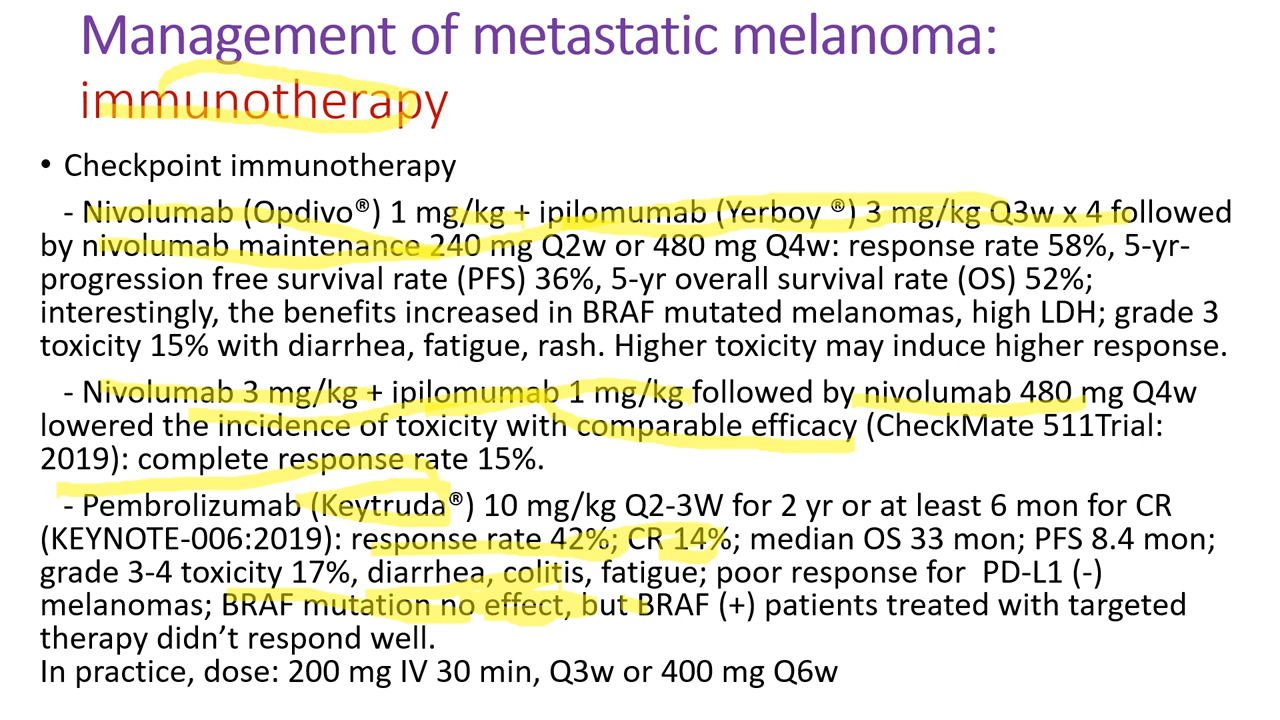 Management of metastatic melanoma:
immunotherapy
• Checkpoint immunotherapy
- Nivolumab (Opdivo®) 1 mg/kg + ipilomumab (Yerboy ®) 3 mg/kg Q3w x 4 followed
by nivolumab maintenance 240 mg Q2w or 480 mg Q4w: response rate 58%, 5-yr-
progression free survival rate (PFS) 36%, 5-yr overall survival rate (OS) 52%;
interestingly, the benefits increased in BRAF mutated melanomas, high LDH; grade 3
toxicity 15% with diarrhea, fatigue, rash. Higher toxicity may induce higher response.
- Nivolumab 3 mg/kg + ipilomumab 1 mg/kg followed by nivolumab 480 mg Q4w
lowered the incidence of toxicity with comparable efficacy (CheckMate 511Trial:
2019): complete response rate 15%.
- Pembrolizumab (Keytruda®) 10 mg/kg Q2-3W for 2 yr or at least 6 mon for CR
(KEYNOTE-006:2019): response rate 42%; CR 14%; median OS 33 mon; PFS 8.4 mon;
grade 3-4 toxicity 17%, diarrhea, colitis, fatigue; poor response for PD-L1 (-)
melanomas; BRAF mutation no effect, but BRAF (+) patients treated with targeted
therapy didn't respond well.
In practice, dose: 200 mg IV 30 min, Q3w or 400 mg Q6w